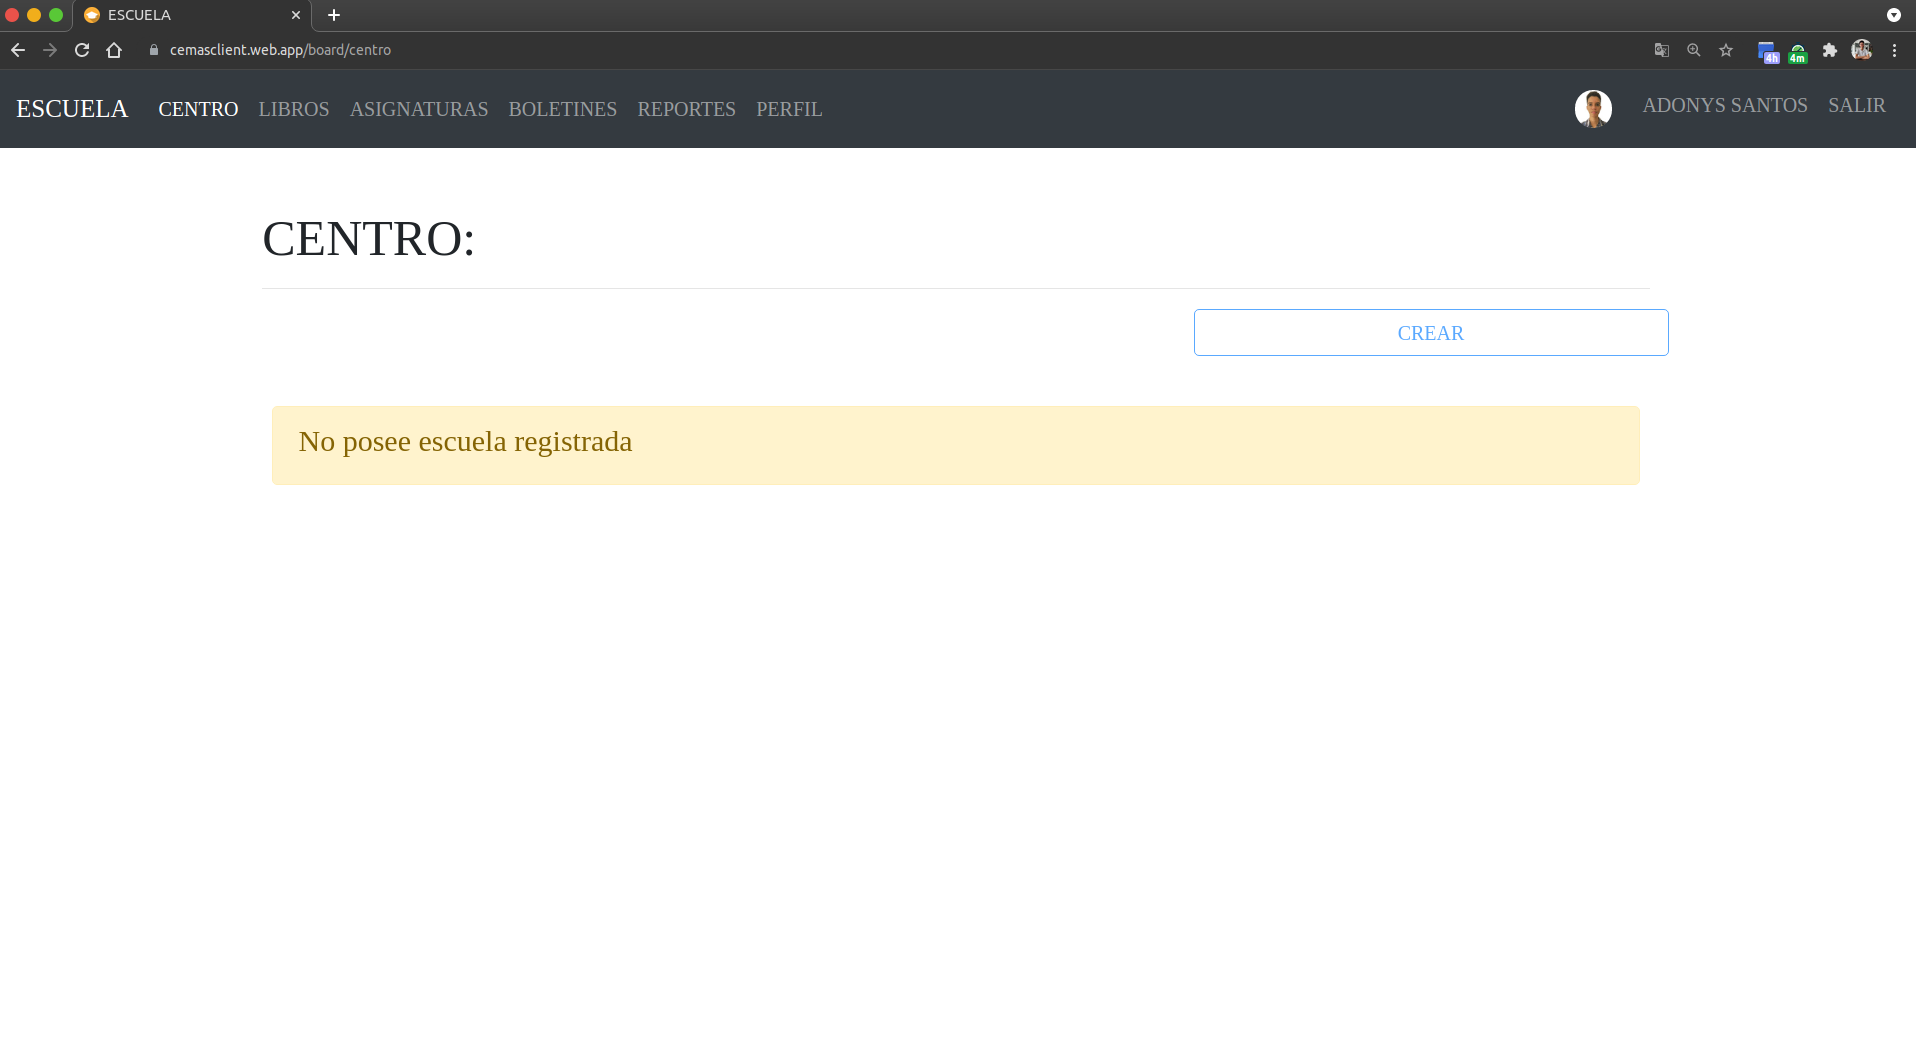 ESCUELA
cemasclient.web.app/board/centro
4h
4m
ESCUELA CENTRO LIBROS ASIGNATURAS BOLETINES REPORTES PERFIL ADONYS SANTOS SALIR
CENTRO:
CREAR
No posee escuela registrada